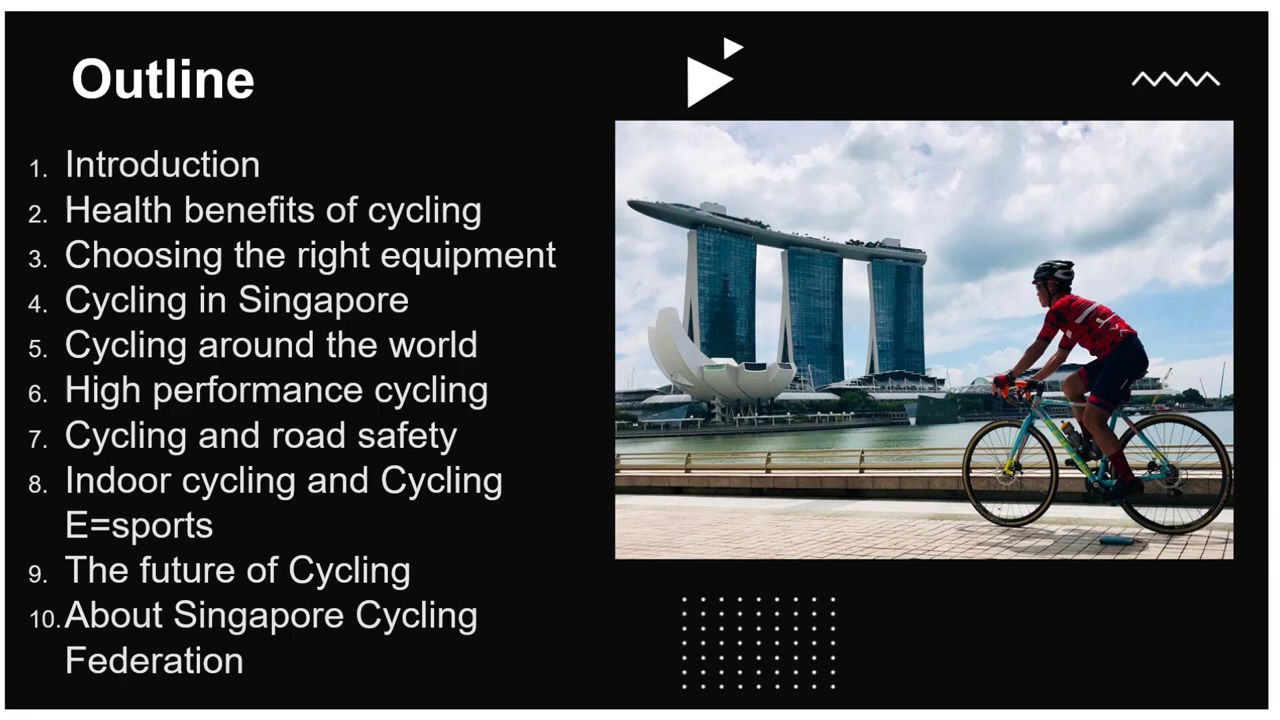 Outline
1. Introduction
2. Health benefits of cycling
3. Choosing the right equipment
4. Cycling in Singapore
5. Cycling around the world
6. High performance cycling
7. Cycling and road safety
8. Indoor cycling and Cycling
E=sports
9. The future of Cycling
10. About Singapore Cycling
Federation